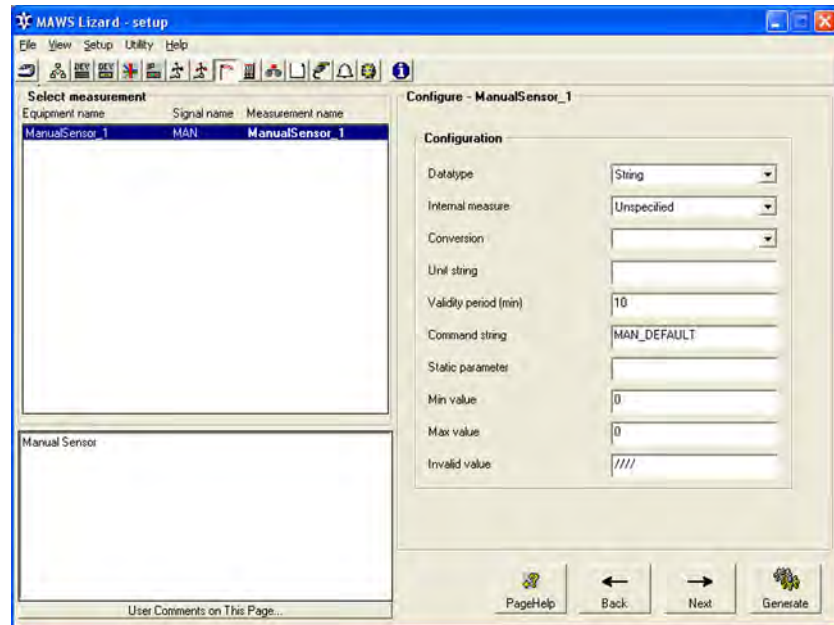 MAWS Lizard - setup
File View Setup Utility Help
Select measurement
Equipment name Signal name Measurement name
ManualSensor_1 MAN ManualSensor_1
Manual Sensor
User Comments on This Page...
Configure - ManualSensor_1
Configuration
Datatype String
Internal measure Unspecified
Conversion
Unit string
Validity period (min) 10
Command string MAN_DEFAULT
Static parameter
Min value 0
Max value 0
Invalid value ////
PageHelp Back Next Generate